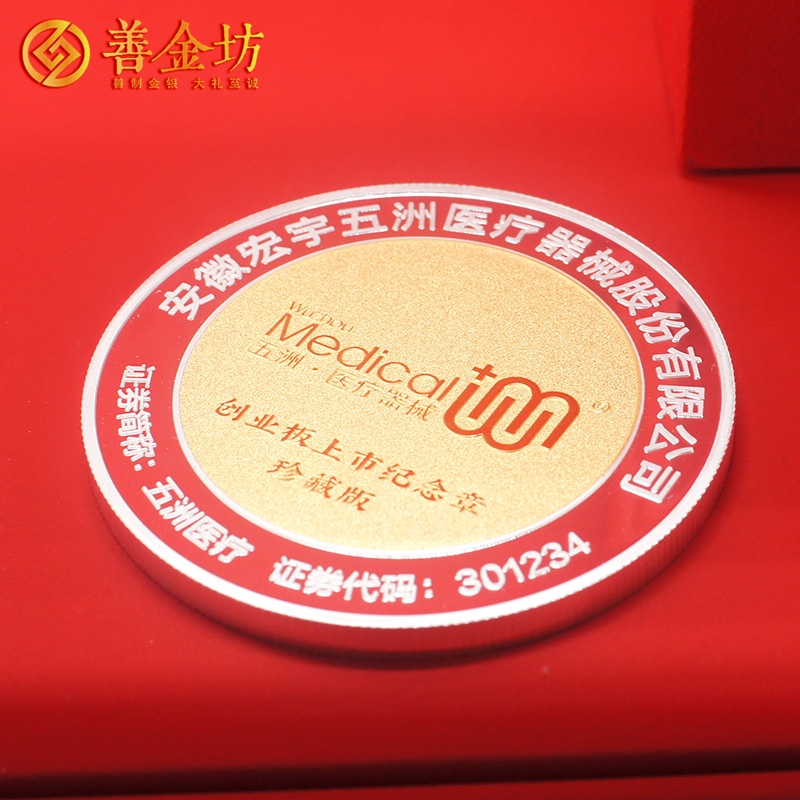 善金坊
善制金银 大礼至诚
安徽宏宇五洲医疗器械股份有限公司
Wuzhou
Medical
五洲·医疗器械
®
创业板上市纪念章
珍藏版
证券简称：五洲医疗 证券代码：301234